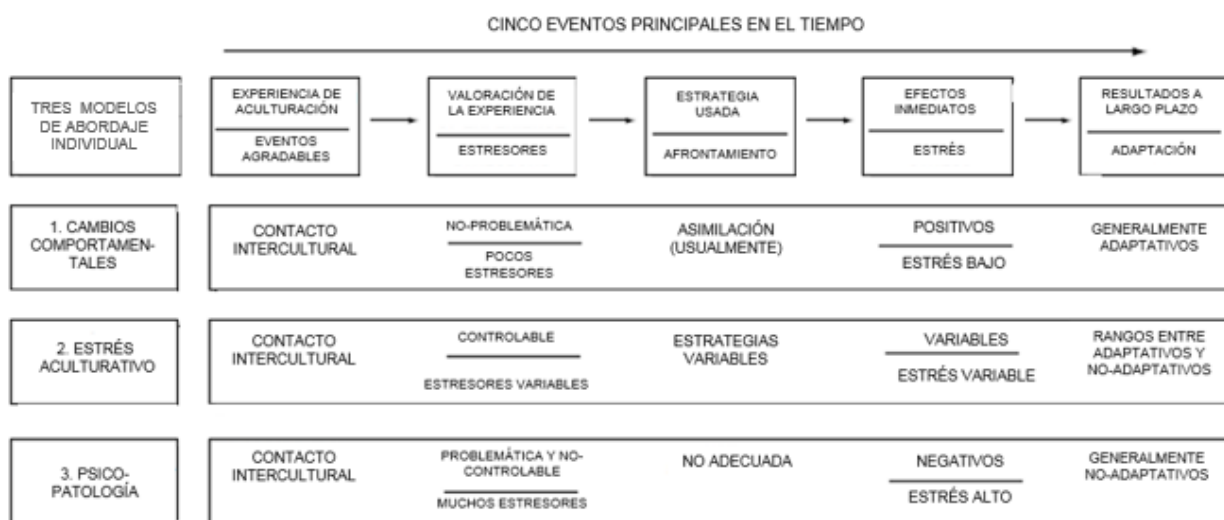 CINCO EVENTOS PRINCIPALES EN EL TIEMPO
TRES MODELOS
DE ABORDAJE
INDIVIDUAL
EXPERIENCIA DE
ACULTURACIÓN
EVENTOS
AGRADABLES
VALORACIÓN DE
LA EXPERIENCIA
ESTRESORES
ESTRATEGIA
USADA
AFRONTAMIENTO
EFECTOS
INMEDIATOS
ESTRÉS
RESULTADOS A
LARGO PLAZO
ADAPTACIÓN
1. CAMBIOS
COMPORTAMEN-
TALES
CONTACTO
INTERCULTURAL
NO-PROBLEMÁTICA
POCOS
ESTRESORES
ASIMILACIÓN
(USUALMENTE)
POSITIVOS
ESTRÉS BAJO
GENERALMENTE
ADAPTATIVOS
2. ESTRÉS
ACULTURATIVO
CONTACTO
INTERCULTURAL
CONTROLABLE
ESTRESORES VARIABLES
ESTRATEGIAS
VARIABLES
VARIABLES
ESTRÉS VARIABLE
RANGOS ENTRE
ADAPTATIVOS Y
NO-ADAPTATIVOS
3. PSICO-
PATOLOGÍA
CONTACTO
INTERCULTURAL
PROBLEMÁTICA Y NO-
CONTROLABLE
MUCHOS ESTRESORES
NO ADECUADA
NEGATIVOS
ESTRÉS ALTO
GENERALMENTE
NO-ADAPTATIVOS